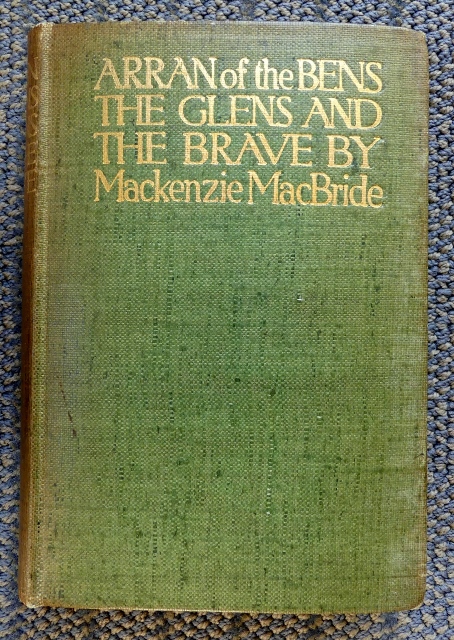 ARRAN of the BENS
THE GLENS AND
THE BRAVE BY
Mackenzie MacBride